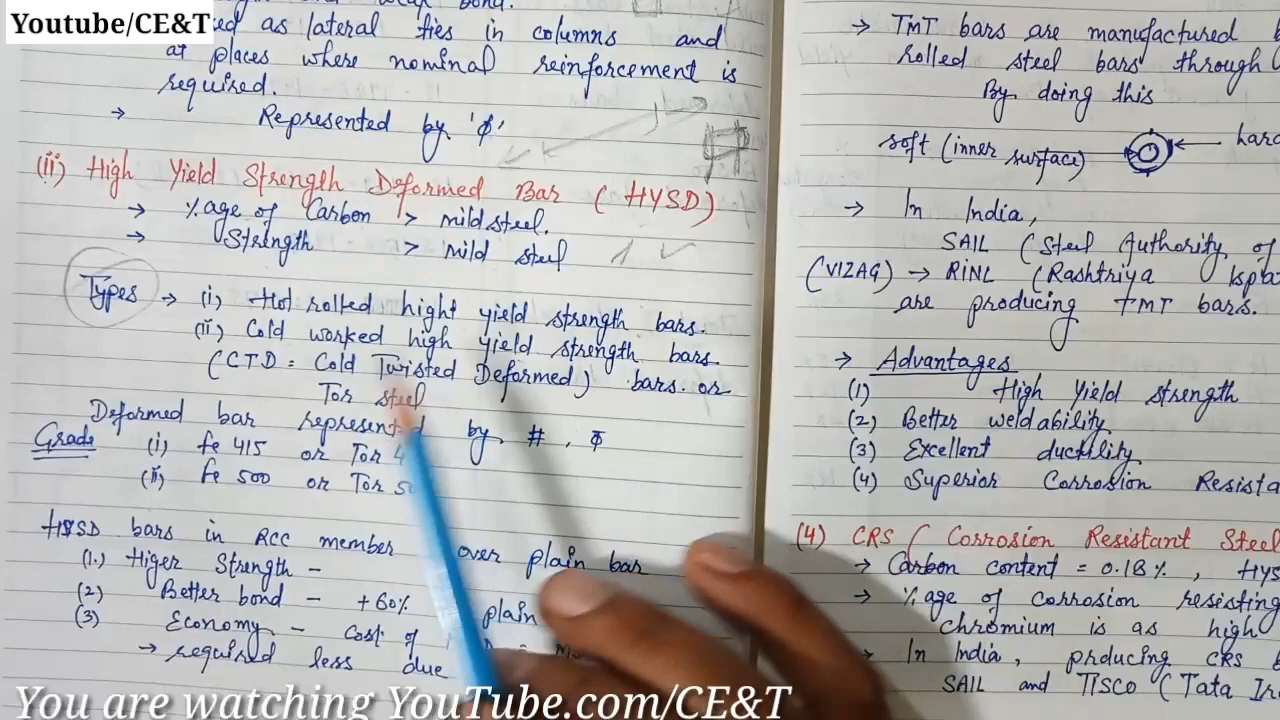 Youtube/CE&T
bond.
as lateral ties in columns and
at places where nominal reinforcement is
required.
→ Represented by 'ϕ'
(ii) High Yield Strength Deformed Bar (HYSD)
→ %age of Carbon > mild steel.
→ Strength > mild steel
Types → (i) Hot rolled hight yield strength bars.
(ii) Cold worked high yield strength bars
(CTD = Cold Twisted Deformed) bars or
Tor steel
Deformed bar represented by #, Φ
Grade (i) fe 415 or Tor 4
(ii) fe 500 or Tor 50
HYSD bars in RCC member over plain bar
(1.) Higer Strength -
(2) Better bond - +60% plain
(3) Economy - Cost of
→ required less due
→ TMT bars are manufactured
rolled steel bars through
By doing this
soft (inner surface) ← hard
→ In India,
SAIL (Steel Authority of
(VIZAG) → RINL (Rashtriya Ispat
are producing TMT bars.
→ Advantages
(1) High Yield strength
(2) Better weldability
(3) Excellent ductility
(4) Superior Corrosion Resista
(4) CRS (Corrosion Resistant Steel
→ Carbon content = 0.18%, HYS
→ %age of corrosion resisting
chromium is as high
→ In India, prducing CRS
SAIL and TISCO (Tata Ir
You are watching YouTube.com/CE&T